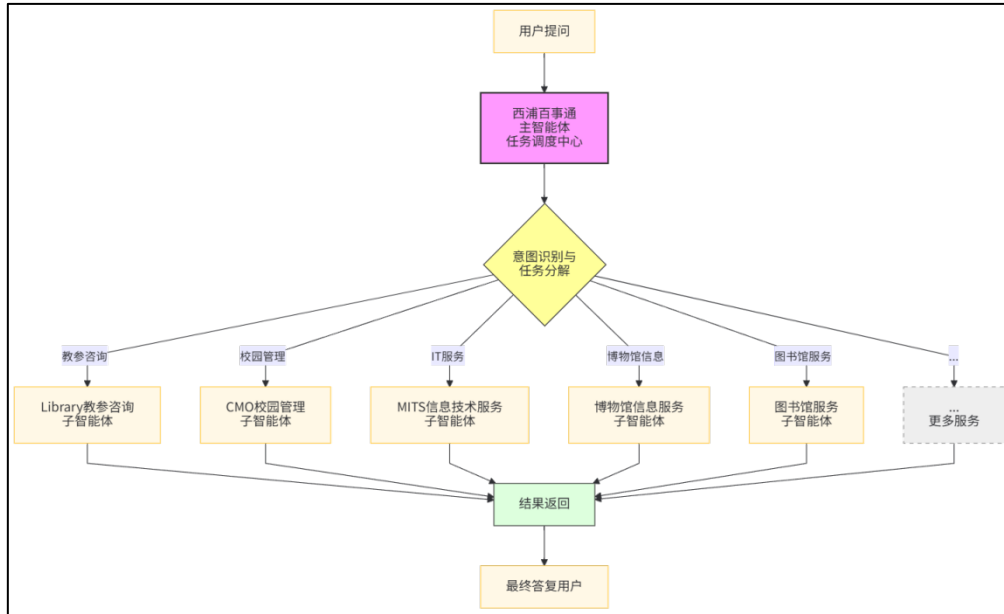 用户提问
西浦百事通
主智能体
任务调度中心
意图识别与
任务分解
教参咨询
校园管理
IT服务
博物馆信息
图书馆服务
...
Library教参咨询
子智能体
CMO校园管理
子智能体
MITS信息技术服务
子智能体
博物馆信息服务
子智能体
图书馆服务
子智能体
...
更多服务
结果返回
最终答复用户